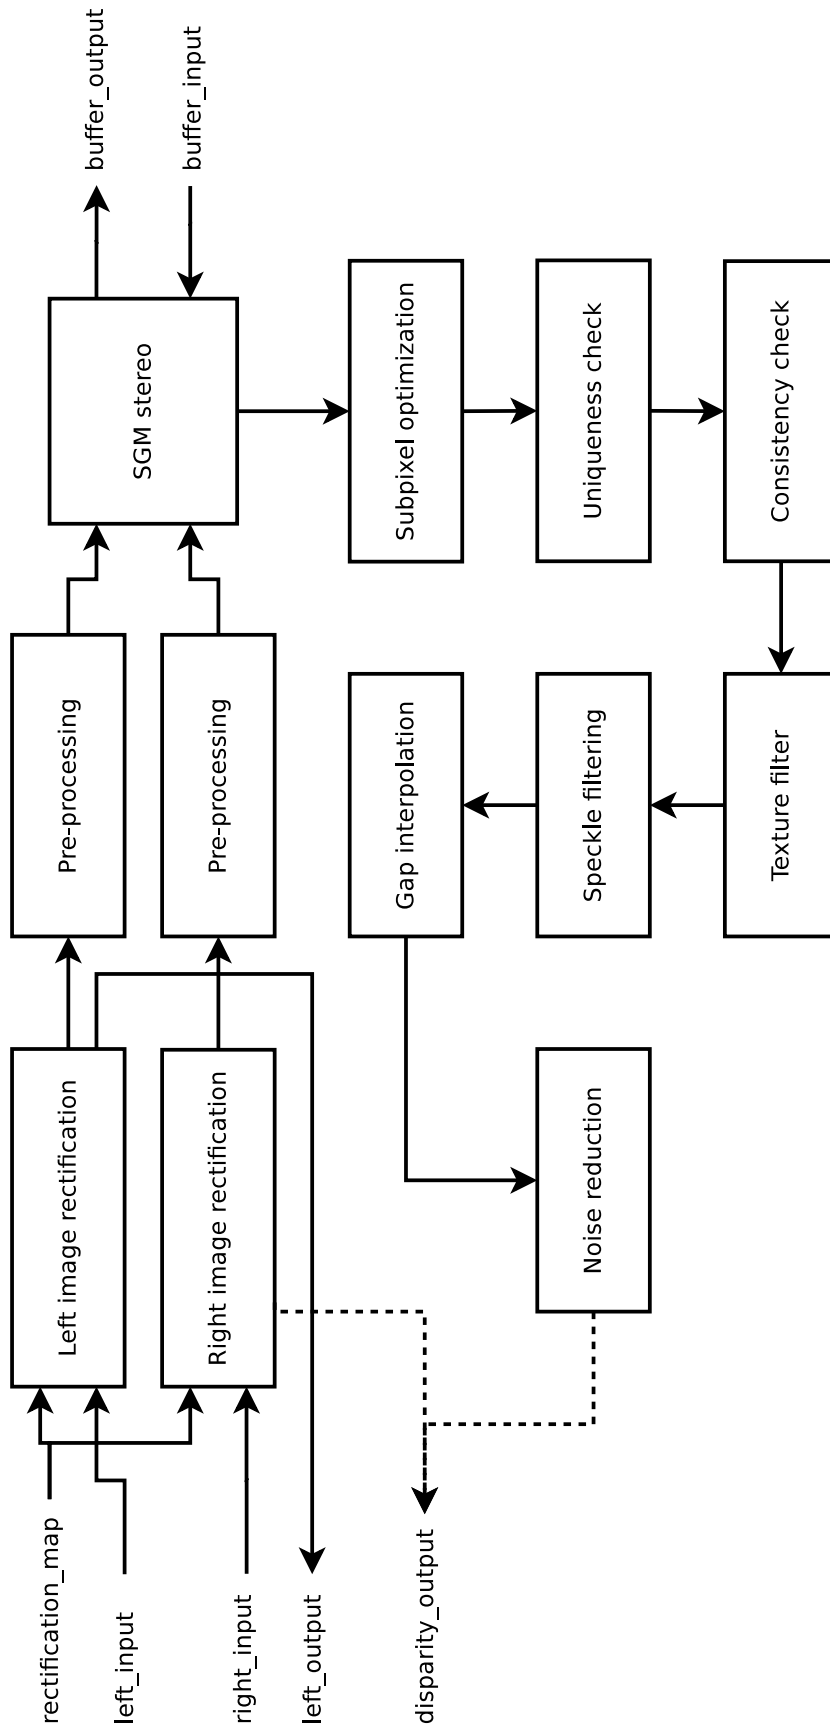 rectification_map
left_input
right_input
left_output
disparity_output
Left image rectification
Right image rectification
Noise reduction
Pre-processing
Pre-processing
Gap interpolation
Speckle filtering
Texture filter
SGM stereo
Subpixel optimization
Uniqueness check
Consistency check
buffer_output
buffer_input